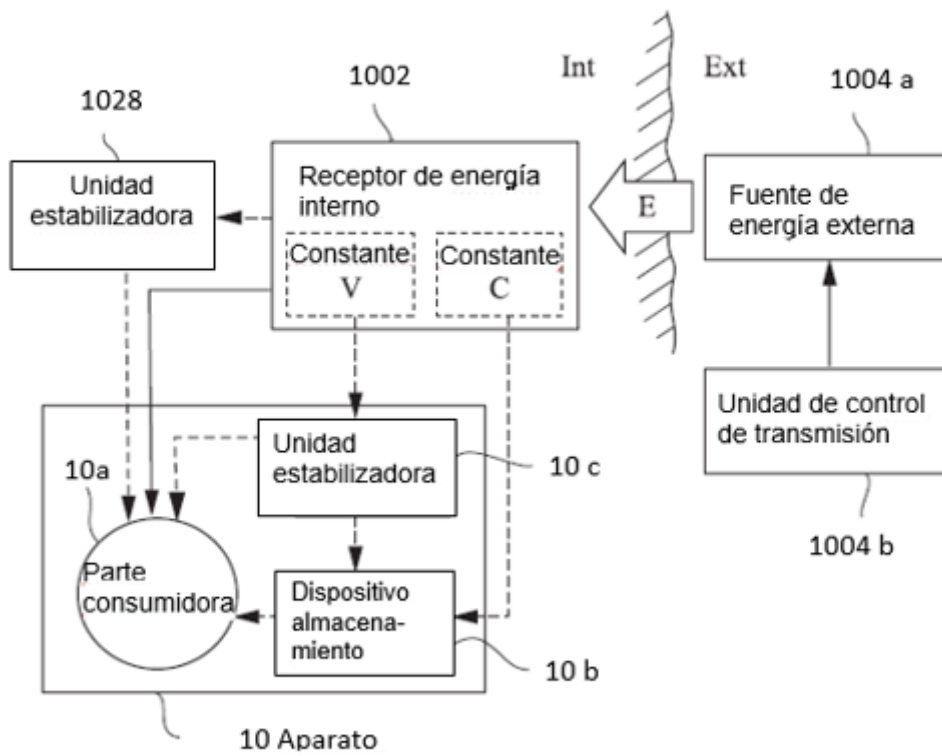 Int
Ext
1002
1004 a
1028
Unidad
estabilizadora
Receptor de energía
interno
Constante
V
Constante
C
E
Fuente de
energía externa
Unidad de control
de transmisión
1004 b
10a
Unidad
estabilizadora
10 c
Parte
consumidora
Dispositivo
almacena-
miento
10 b
10 Aparato